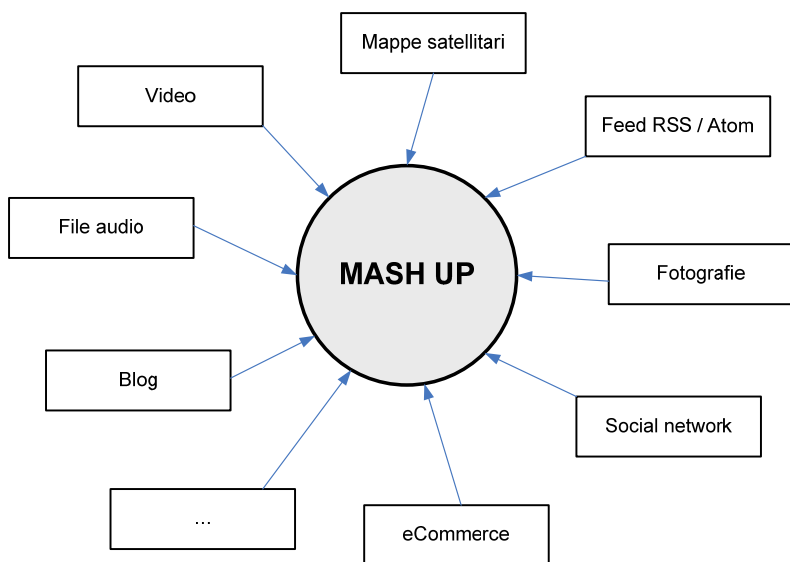 Mappe satellitari
Video
Feed RSS / Atom
File audio
MASH UP
Fotografie
Blog
Social network
...
eCommerce